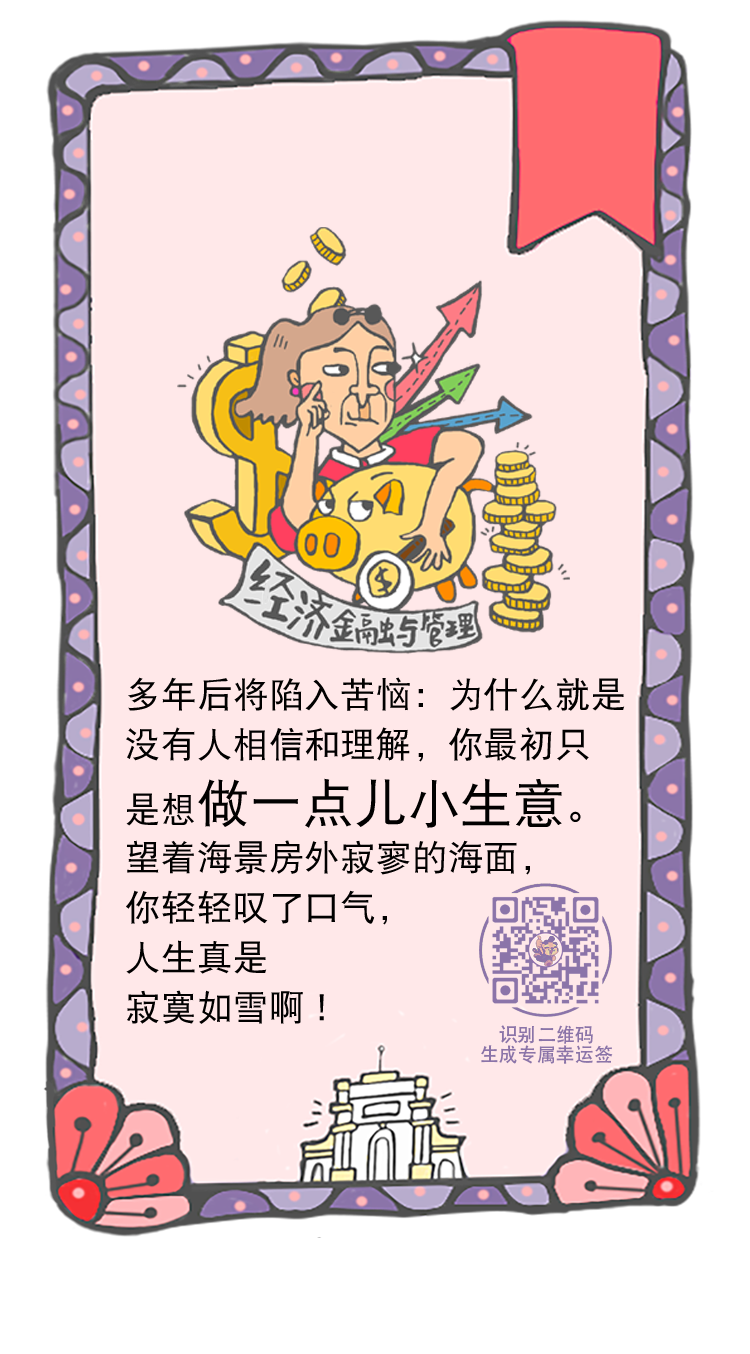 经济金融与管理
多年后将陷入苦恼：为什么就是
没有人相信和理解，你最初只
是想做一点儿小生意。
望着海景房外寂寥的海面，
你轻轻叹了口气，
人生真是
寂寞如雪啊！
识别二维码
生成专属幸运签